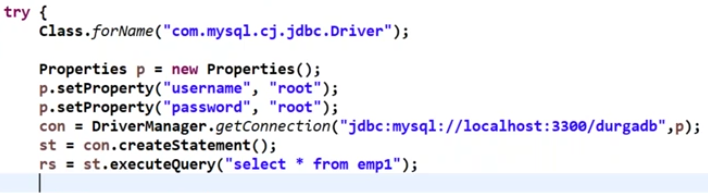 try {
Class.forName("com.mysql.cj.jdbc.Driver");
Properties p = new Properties();
p.setProperty("username", "root");
p.setProperty("password", "root");
con = DriverManager.getConnection("jdbc:mysql://localhost:3300/durgadb",p);
st = con.createStatement();
rs = st.executeQuery("select * from emp1");